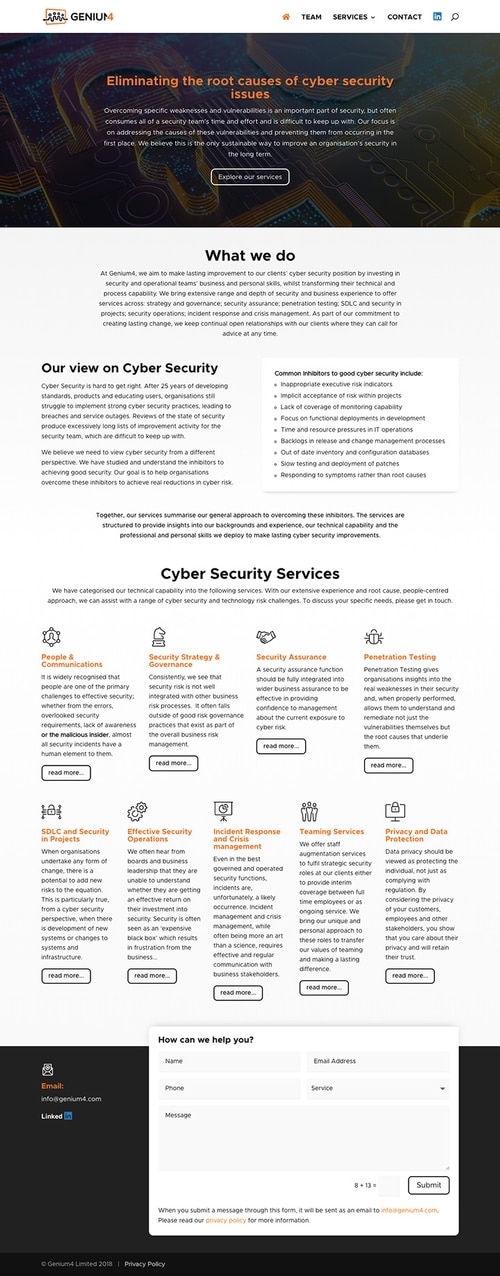 GENIUM4
TEAM
SERVICES
CONTACT
in
Eliminating the root causes of cyber security
issues
Overcoming specific weaknesses and vulnerabilities is an important part of security, but often
consumes all of a security team's time and effort and is difficult to keep up with. Our focus is
on addressing the causes of these vulnerabilities and preventing them from occurring in the
first place. We believe this is the only sustainable way to improve an organisation's security in
the long term.
Explore our services
What we do
At Genium4, we aim to make lasting improvement to our clients' cyber security position by investing in
security and operational teams' business and personal skills, whilst transforming their technical and
process capability. We bring extensive range and depth of security and business experience to offer
services across: strategy and governance; security assurance; penetration testing; SDLC and security in
projects; security operations; incident response and crisis management. As part of our commitment to
creating lasting change, we keep continual open relationships with our clients where they can call for
advice at any time.
Our view on Cyber Security
Cyber Security is hard to get right. After 25 years of developing
standards, products and educating users, organisations still
struggle to implement strong cyber security practices, leading to
breaches and service outages. Reviews of the state of security
produce excessively long lists of improvement activity for the
security team, which are difficult to keep up with.
We believe we need to view cyber security from a different
perspective. We have studied and understand the inhibitors to
achieving good security. Our goal is to help organisations
overcome these inhibitors to achieve real reductions in cyber risk.
Common Inhibitors to good cyber security include:
Inappropriate executive risk indicators
Implicit acceptance of risk within projects
Lack of coverage of monitoring capability
Focus on functional deployments in development
Time and resource pressures in IT operations
Backlogs in release and change management processes
Out of date inventory and configuration databases
Slow testing and deployment of patches
Responding to symptoms rather than root causes
Together, our services summarise our general approach to overcoming these inhibitors. The services are
structured to provide insights into our backgrounds and experience, our technical capability and the
professional and personal skills we deploy to make lasting cyber security improvements.
Cyber Security Services
We have categorised our technical capability into the following services. With our extensive experience and root cause, people-centred
approach, we can assist with a range of cyber security and technology risk challenges. To discuss your specific needs, please get in touch.
People &
Communications
It is widely recognised that
people are one of the primary
challenges to effective security;
whether from the errors,
overlooked security
requirements, lack of awareness
or the malicious insider, almost
all security incidents have a
human element to them.
read more...
Security Strategy &
Governance
Consistently, we see that
security risk is not well
integrated with other business
risk processes. It often falls
outside of good risk governance
practices that exist as part of
the overall business risk
management.
read more...
Security Assurance
A security assurance function
should be fully integrated into
wider business assurance to be
effective in providing
confidence to management
about the current exposure to
cyber risk.
read more...
Penetration Testing
Penetration Testing gives
organisations insights into the
real weaknesses in their security
and, when properly performed,
allows them to understand and
remediate not just the
vulnerabilities themselves but
the root causes that underlie
them.
read more...
SDLC and Security
in Projects
When organisations
undertake any form of
change, there is a
potential to add new
risks to the equation.
This is particularly true,
from a cyber security
perspective, when there
is development of new
systems or changes to
systems and
infrastructure.
read more...
Effective Security
Operations
We often hear from
boards and business
leadership that they are
unable to understand
whether they are getting
an effective return on
their investment into
security. Security is often
seen as an 'expensive
black box' which results
in frustration from the
business...
read more...
Incident Response
and Crisis
management
Even in the best
governed and operated
security functions,
incidents are,
unfortunately, a likely
occurrence. Incident
management and crisis
management, while
often being more an art
than a science, requires
effective and regular
communication with
business stakeholders.
read more...
Teaming Services
We offer staff
augmentation services
to fulfil strategic security
roles at our clients either
to provide interim
coverage between full
time employees or as
ongoing service. We
bring our unique and
personal approach to
these roles to transfer
our values of teaming
and making a lasting
difference.
read more...
Privacy and Data
Protection
Data privacy should be
viewed as protecting the
individual, not just as
complying with
regulation. By
considering the privacy
of your customers,
employees and other
stakeholders, you show
that you care about their
privacy and will retain
their trust.
read more...
Email:
info@genium4.com
Linked in
How can we help you?
Name
Email Address
Phone
Service
Message
8 + 13 =
Submit
When you submit a message through this form, it will be sent as an email to info@genium4.com.
Please read our privacy policy for more information.
© Genium4 Limited 2018 | Privacy Policy